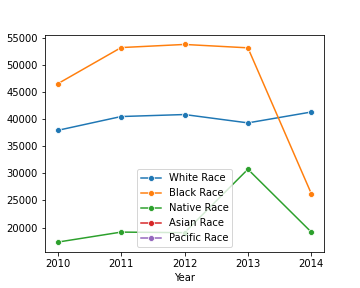 55000
50000
45000
40000
35000
30000
25000
20000
White Race
Black Race
Native Race
Asian Race
Pacific Race
2010 2011 2012 2013 2014
Year